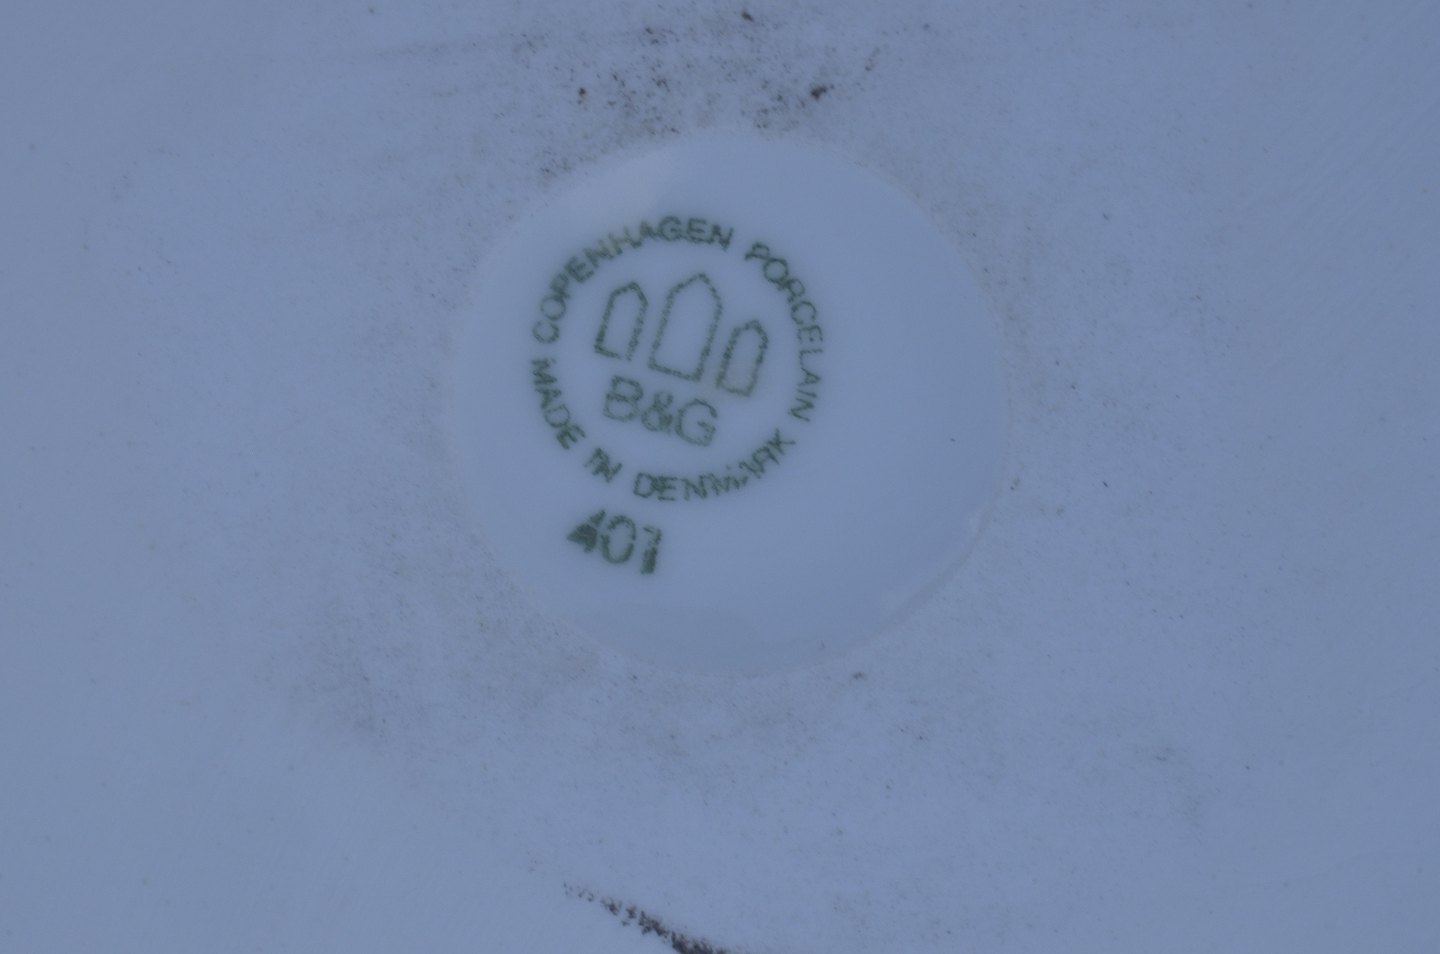 COPENHAGEN PORCELAIN
B&G
MADE IN DENMARK
401